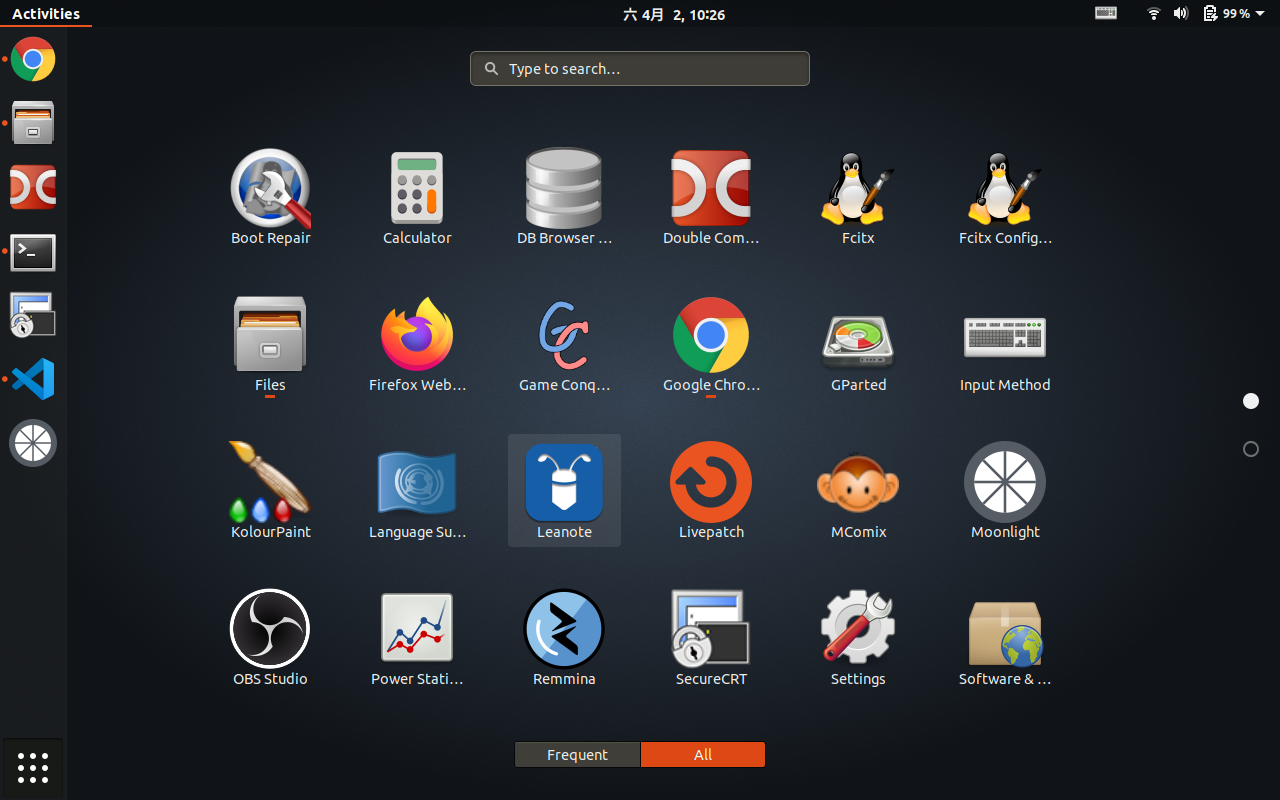 Activities
六 4月 2, 10:26
99 %
Type to search…
Boot Repair
Calculator
DB Browser …
Double Com…
Fcitx
Fcitx Config…
Files
Firefox Web…
Game Conq…
Google Chro…
GParted
Input Method
KolourPaint
Language Su…
Leanote
Livepatch
MComix
Moonlight
OBS Studio
Power Stati…
Remmina
SecureCRT
Settings
Software & …
Frequent
All